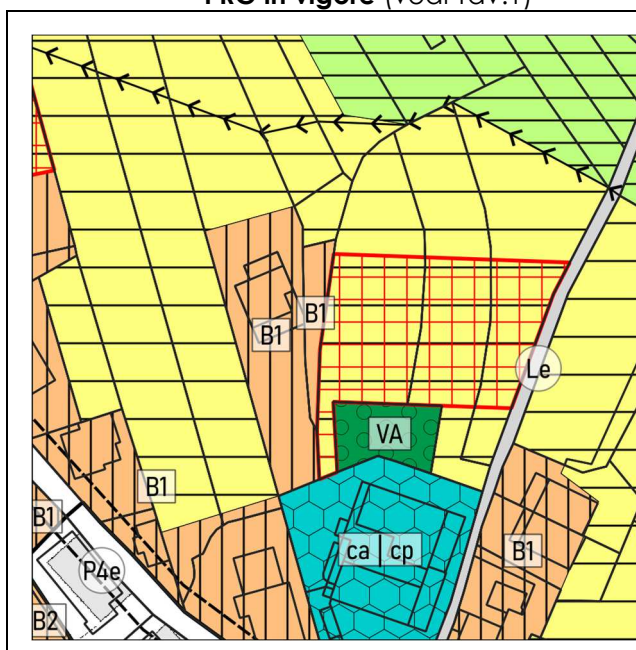 PRG in vigore (vedi Tav.1)
B1
B1
Le
VA
B1
B1
ca | cp
B1
P4e
B2